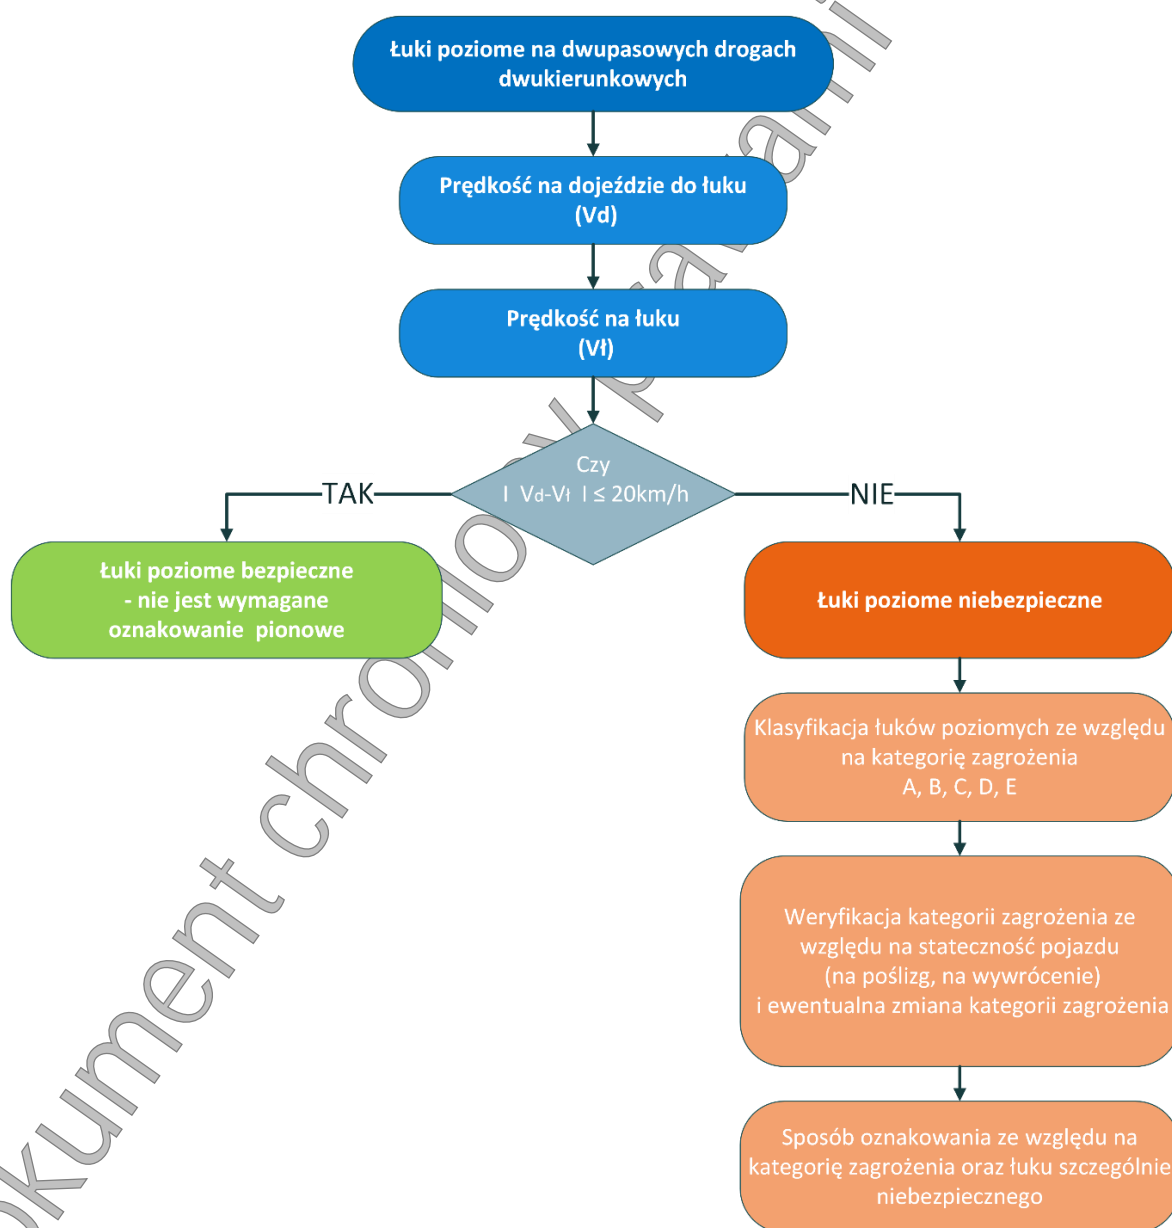 Łuki poziome na dwupasowych drogach
dwukierunkowych
Prędkość na dojeździe do łuku
(Vd)
Prędkość na łuku
(Vł)
Czy
I Vd-Vł I ≤ 20km/h
TAK
NIE
Łuki poziome bezpieczne
- nie jest wymagane
oznakowanie pionowe
Łuki poziome niebezpieczne
Klasyfikacja łuków poziomych ze względu
na kategorię zagrożenia
A, B, C, D, E
Weryfikacja kategorii zagrożenia ze
względu na stateczność pojazdu
(na poślizg, na wywrócenie)
i ewentualna zmiana kategorii zagrożenia
Sposób oznakowania ze względu na
kategorię zagrożenia oraz łuku szczególnie
niebezpiecznego